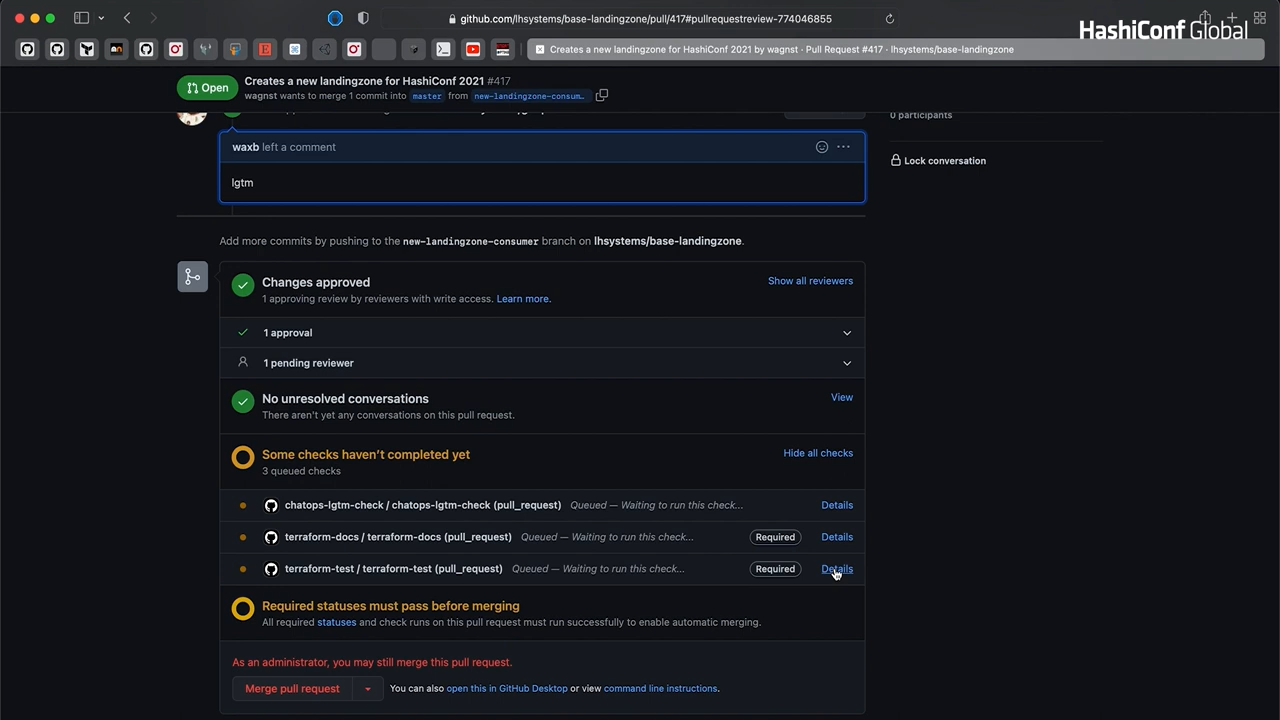 github.com/lhsystems/base-landingzone/pull/417#pullrequestreview-774046855
HashiConf Global
Creates a new landingzone for HashiConf 2021 by wagnst · Pull Request #417 · lhsystems/base-landingzone
Open
Creates a new landingzone for HashiConf 2021 #417
wagnst wants to merge 1 commit into master from new-landingzone-consum…
0 participants
waxb left a comment
Lock conversation
lgtm
Add more commits by pushing to the new-landingzone-consumer branch on lhsystems/base-landingzone.
Changes approved
Show all reviewers
1 approving review by reviewers with write access. Learn more.
1 approval
1 pending reviewer
No unresolved conversations
View
There aren't yet any conversations on this pull request.
Some checks haven't completed yet
Hide all checks
3 queued checks
chatops-lgtm-check / chatops-lgtm-check (pull_request) Queued — Waiting to run this check... Details
terraform-docs / terraform-docs (pull_request) Queued — Waiting to run this check... Required Details
terraform-test / terraform-test (pull_request) Queued — Waiting to run this check... Required Details
Required statuses must pass before merging
All required statuses and check runs on this pull request must run successfully to enable automatic merging.
As an administrator, you may still merge this pull request.
Merge pull request
You can also open this in GitHub Desktop or view command line instructions.